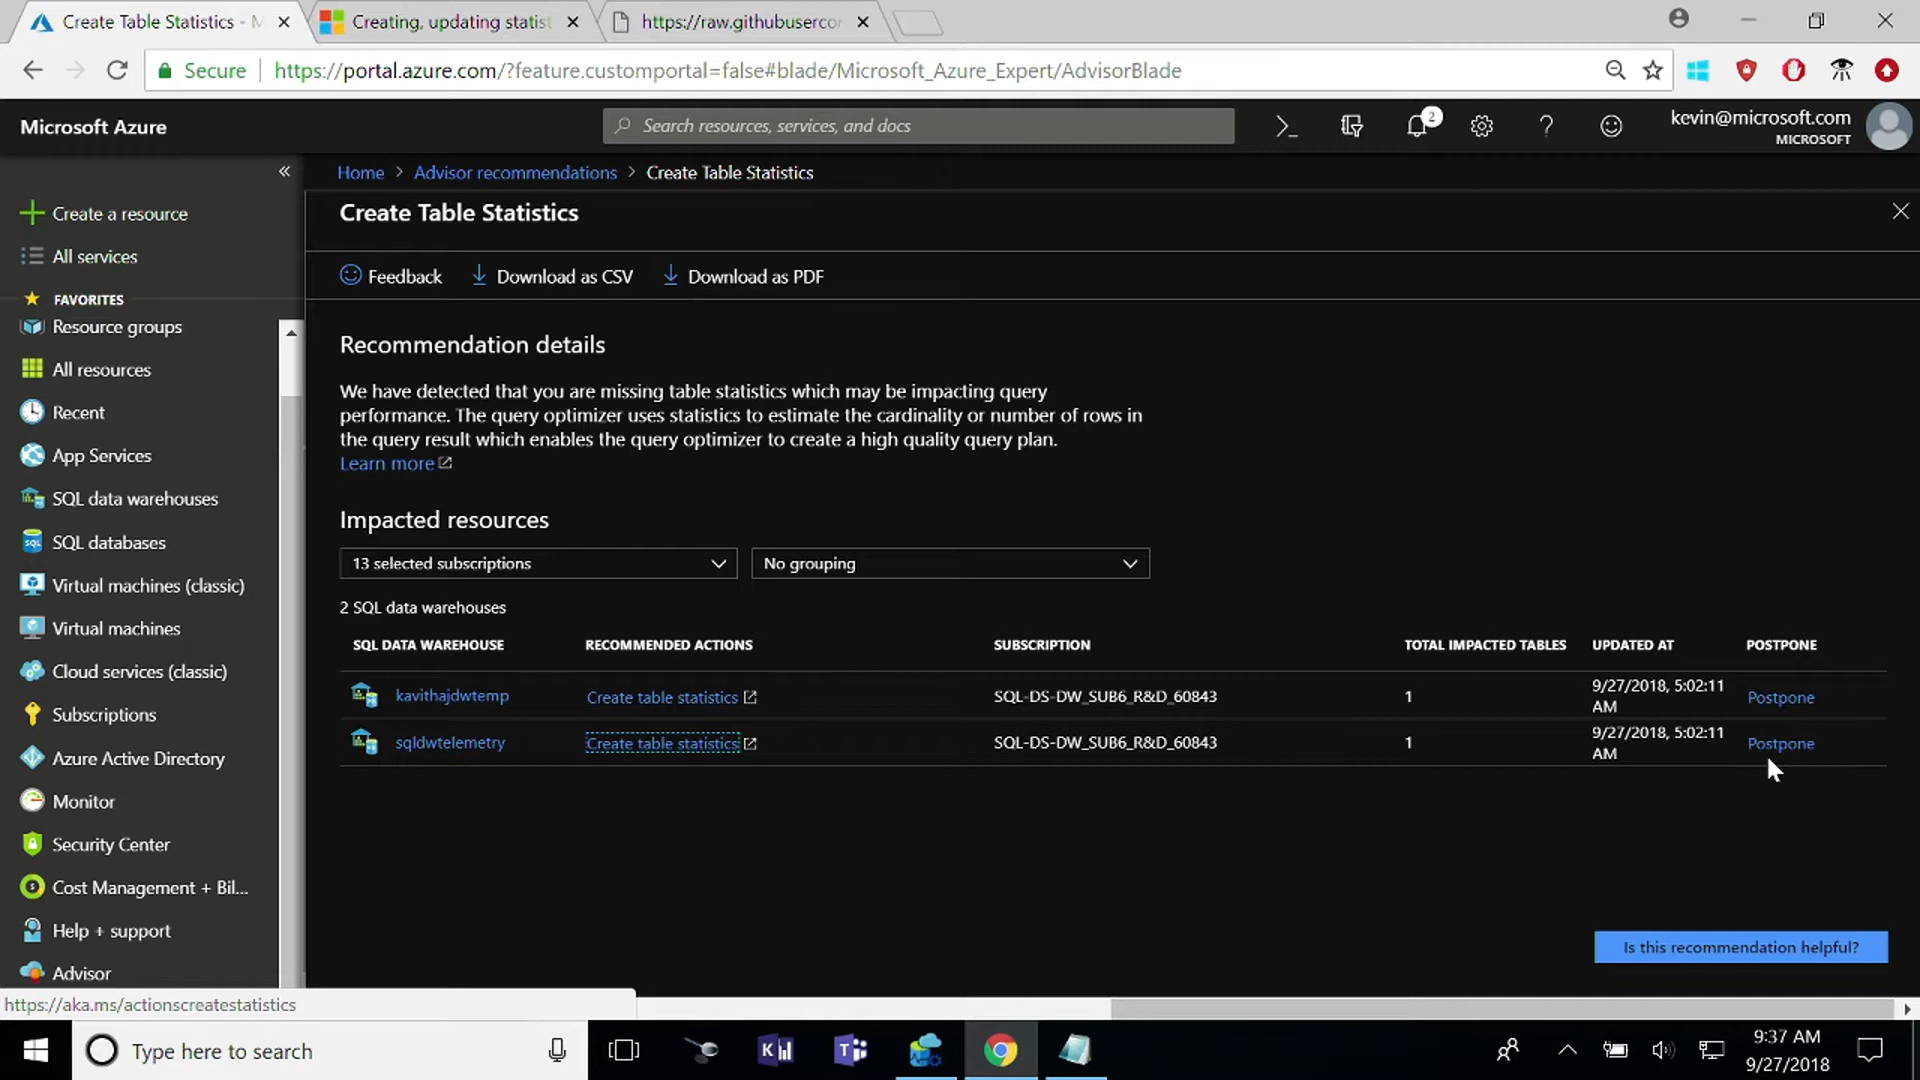 Create Table Statistics - M
Creating, updating statist
https://raw.githubusercor
Secure
https://portal.azure.com/?feature.customportal=false#blade/Microsoft_Azure_Expert/AdvisorBlade
Microsoft Azure
Search resources, services, and docs
>_
2
?
kevin@microsoft.com
MICROSOFT
«
Home > Advisor recommendations > Create Table Statistics
Create Table Statistics
Create a resource
All services
FAVORITES
Resource groups
All resources
Recent
App Services
SQL data warehouses
SQL databases
Virtual machines (classic)
Virtual machines
Cloud services (classic)
Subscriptions
Azure Active Directory
Monitor
Security Center
Cost Management + Bil...
Help + support
Advisor
Feedback
Download as CSV
Download as PDF
Recommendation details
We have detected that you are missing table statistics which may be impacting query
performance. The query optimizer uses statistics to estimate the cardinality or number of rows in
the query result which enables the query optimizer to create a high quality query plan.
Learn more
Impacted resources
13 selected subscriptions
No grouping
2 SQL data warehouses
SQL DATA WAREHOUSE RECOMMENDED ACTIONS SUBSCRIPTION TOTAL IMPACTED TABLES UPDATED AT POSTPONE
kavithajdwtemp Create table statistics SQL-DS-DW_SUB6_R&D_60843 1 9/27/2018, 5:02:11 AM Postpone
sqldwtelemetry Create table statistics SQL-DS-DW_SUB6_R&D_60843 1 9/27/2018, 5:02:11 AM Postpone
Is this recommendation helpful?
https://aka.ms/actionscreatestatistics
Type here to search
9:37 AM
9/27/2018